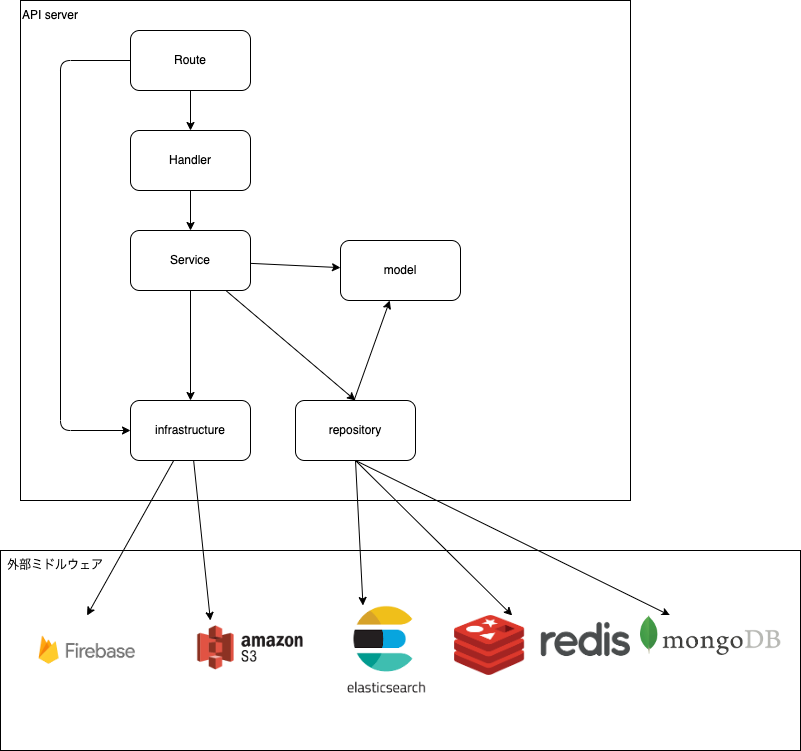 API server
Route
Handler
Service
model
infrastructure
repository
外部ミドルウェア
Firebase
amazon
S3
elasticsearch
redis
mongoDB